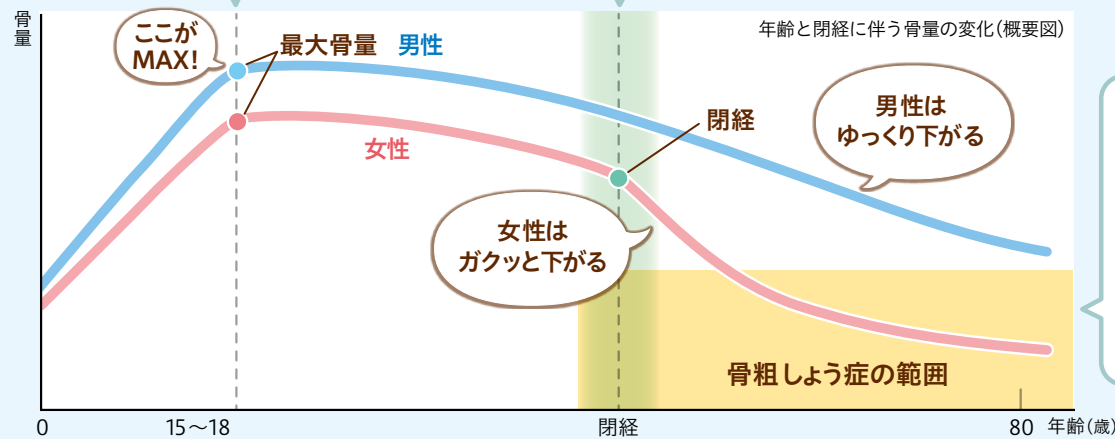 骨量
年齢と閉経に伴う骨量の変化(概要図)
ここが
MAX!
最大骨量
男性
女性
閉経
男性は
ゆっくり下がる
女性は
ガクッと下がる
骨粗しょう症の範囲
0
15〜18
閉経
80
年齢(歳)